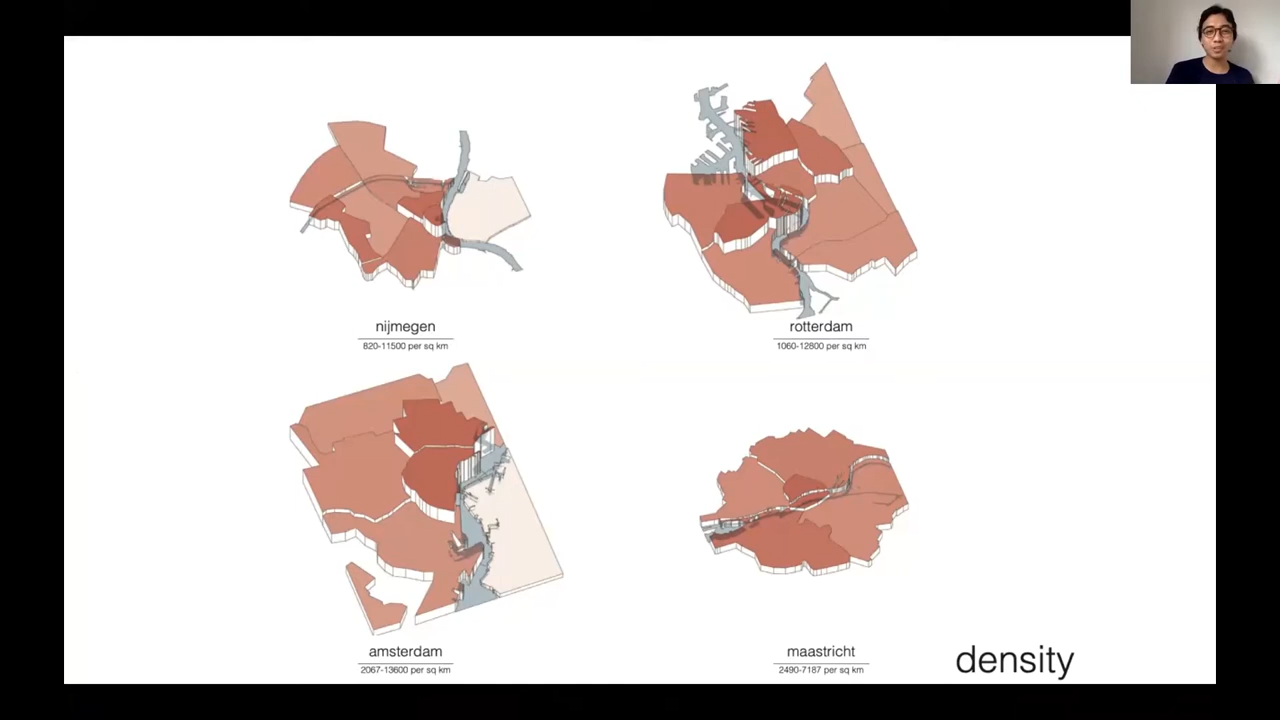 nijmegen
820-11500 per sq km
rotterdam
1060-12800 per sq km
amsterdam
2067-13600 per sq km
maastricht
2490-7187 per sq km
density